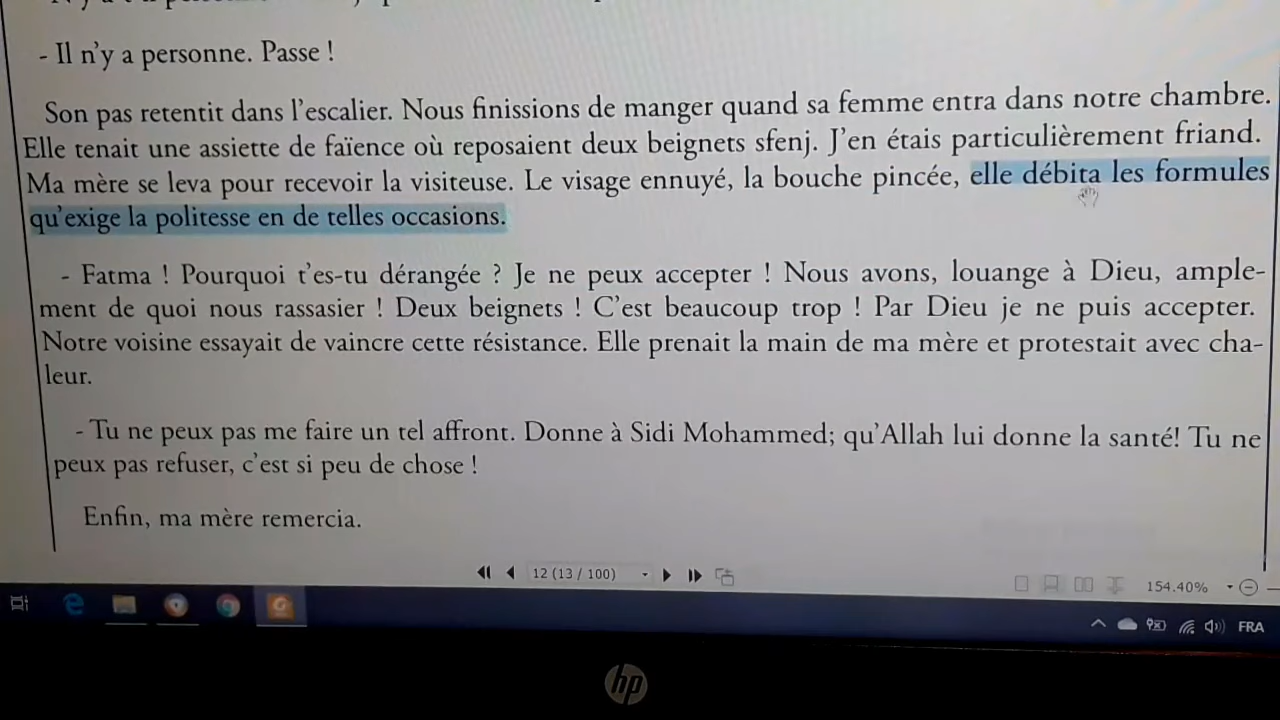 - Il n'y a personne. Passe !
Son pas retentit dans l'escalier. Nous finissions de manger quand sa femme entra dans notre chambre.
Elle tenait une assiette de faïence où reposaient deux beignets sfenj. J'en étais particulièrement friand.
Ma mère se leva pour recevoir la visiteuse. Le visage ennuyé, la bouche pincée, elle débita les formules
qu'exige la politesse en de telles occasions.
- Fatma ! Pourquoi t'es-tu dérangée ? Je ne peux accepter ! Nous avons, louange à Dieu, ample-
ment de quoi nous rassasier ! Deux beignets ! C'est beaucoup trop ! Par Dieu je ne puis accepter.
Notre voisine essayait de vaincre cette résistance. Elle prenait la main de ma mère et protestait avec cha-
leur.
- Tu ne peux pas me faire un tel affront. Donne à Sidi Mohammed; qu'Allah lui donne la santé! Tu ne
peux pas refuser, c'est si peu de chose !
Enfin, ma mère remercia.
12 (13 / 100)
154.40%
FRA
hp